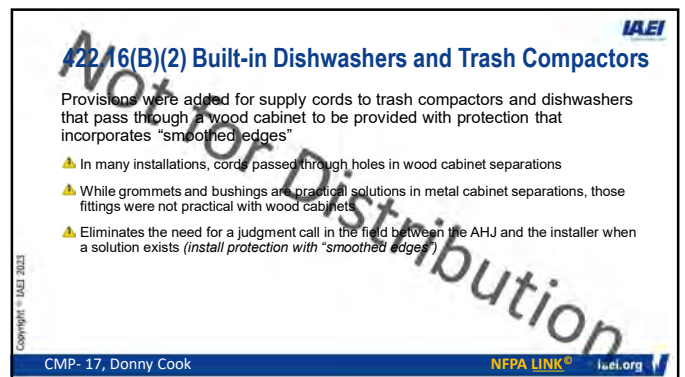 IAEI
422.16(B)(2) Built-in Dishwashers and Trash Compactors
Provisions were added for supply cords to trash compactors and dishwashers
that pass through a wood cabinet to be provided with protection that
incorporates “smoothed edges”
In many installations, cords passed through holes in wood cabinet separations
While grommets and bushings are practical solutions in metal cabinet separations, those
fittings were not practical with wood cabinets
Eliminates the need for a judgment call in the field between the AHJ and the installer when
a solution exists (install protection with “smoothed edges”)
Not for Distribution
Copyright © IAEI 2023
CMP- 17, Donny Cook
NFPA LINK©
iaei.org